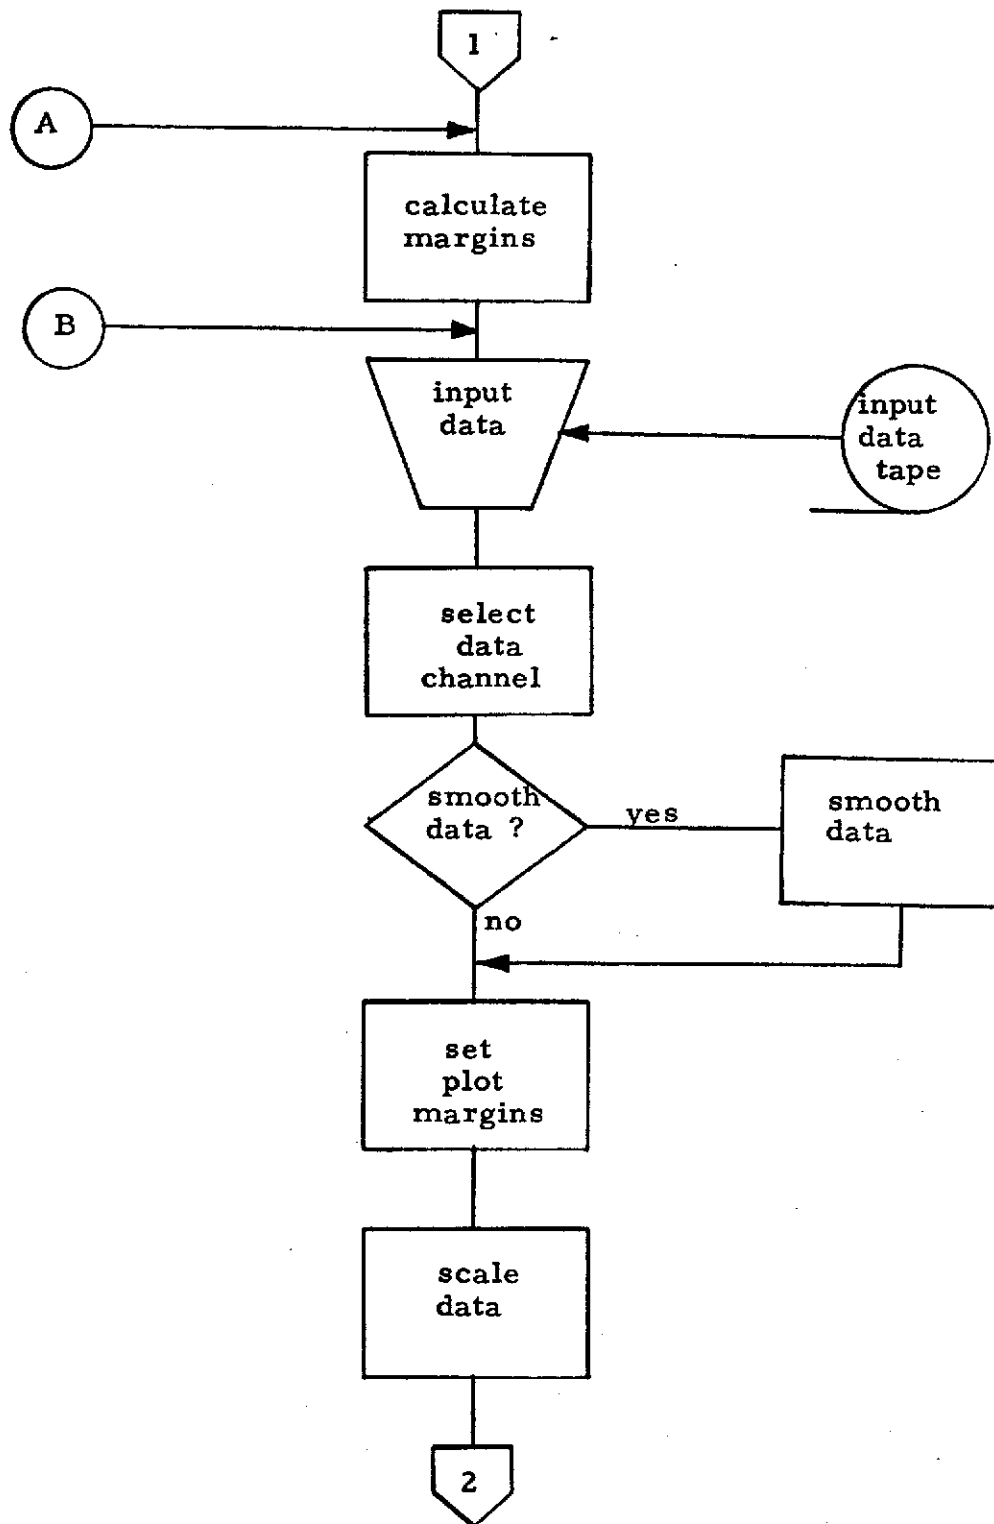 1
A
calculate
margins
B
input
data
input
data
tape
select
data
channel
smooth
data ?
yes
smooth
data
no
set
plot
margins
scale
data
2